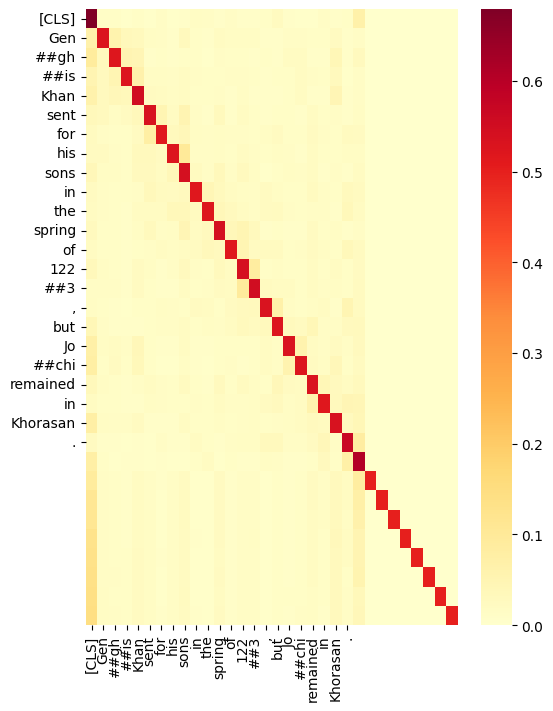 [CLS]
Gen
##gh
##is
Khan
sent
for
his
sons
in
the
spring
of
122
##3
,
but
Jo
##chi
remained
in
Khorasan
.
0.6
0.5
0.4
0.3
0.2
0.1
0.0
[CLS]
Gen
##gh
##is
Khan
sent
for
his
sons
in
the
spring
of
122
##3
,
but
Jo
##chi
remained
in
Khorasan
.